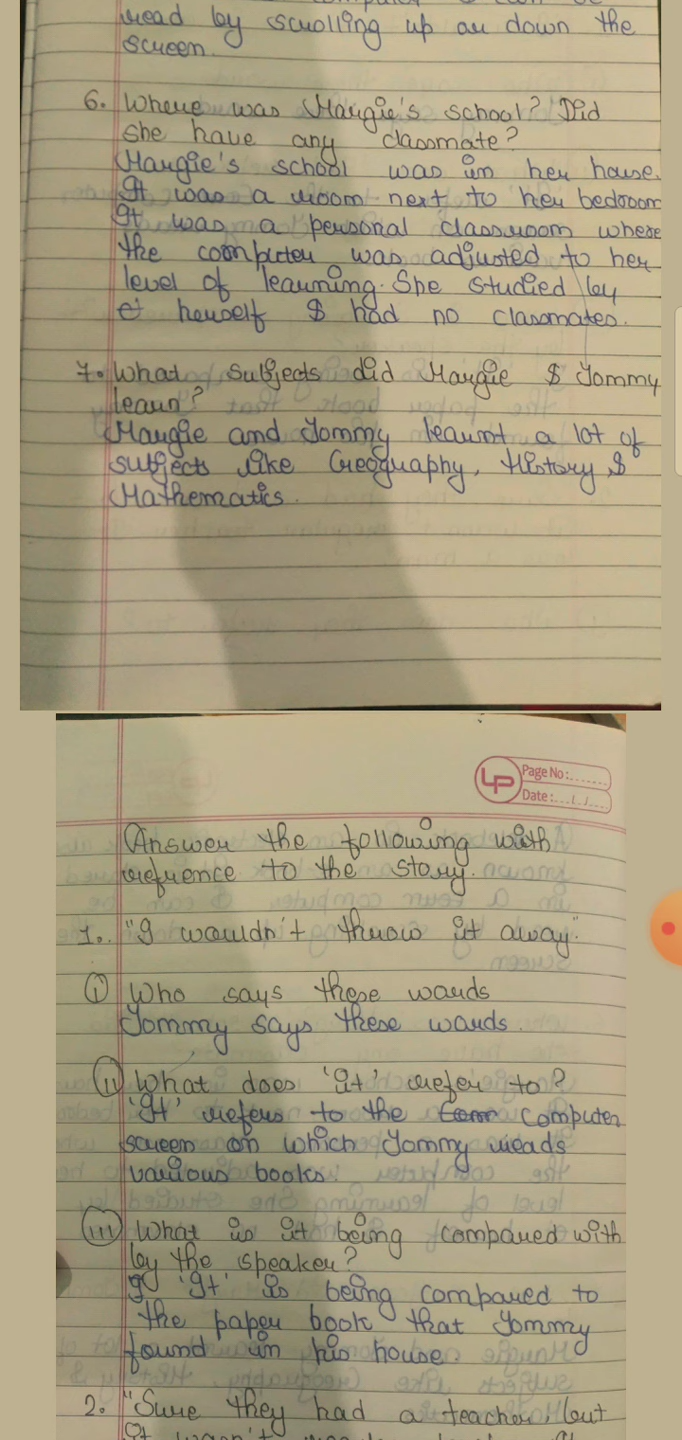 read by scrolling up or down the
screen.
6. Where was Margie's school? Did
she have any classmate?
Margie's school was in her house.
It was a room next to her bedroom
It was a personal classroom where
the computer was adjusted to her
level of learning. She studied by
herself $ had no classmates.
7. What subjects did Margie $ Tommy
learn?
Margie and Tommy learnt a lot of
subjects like Geography, History $
Mathematics.
LP
Page No:.......
Date:...../..../....
Answer the following with
refrence to the story.
1. "I wouldn't throw it away."
(i) Who says these words
Tommy says these words.
(ii) What does 'it' refer to?
'It' refers to the computer
screen on which Tommy reads
various books.
(iii) What is it being compared with
by the speaker?
'It' is being compared to
the paper book that Tommy
found in his house.
2. "Sure they had a teacher but